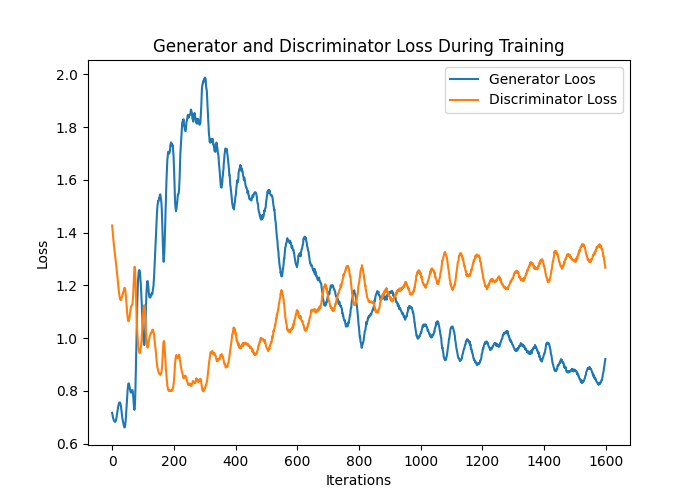 Generator and Discriminator Loss During Training
Generator Loos
Discriminator Loss
2.0
1.8
1.6
1.4
1.2
1.0
0.8
0.6
Loss
0 200 400 600 800 1000 1200 1400 1600
Iterations